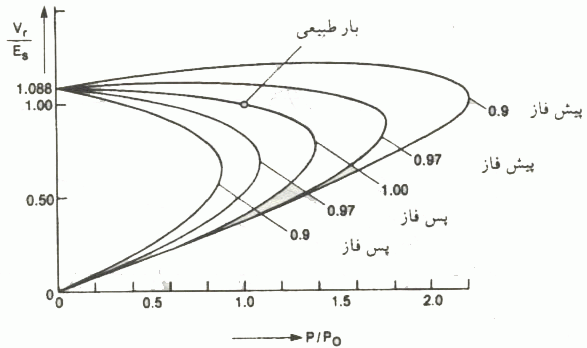 Vr
Es
بار طبیعی
1.088
1.00
0.9 پیش فاز
0.97
پیش فاز
1.00
0.50
0.97
پس فاز
0.9
پس فاز
0
0 0.5 1.0 1.5 2.0
P/Po